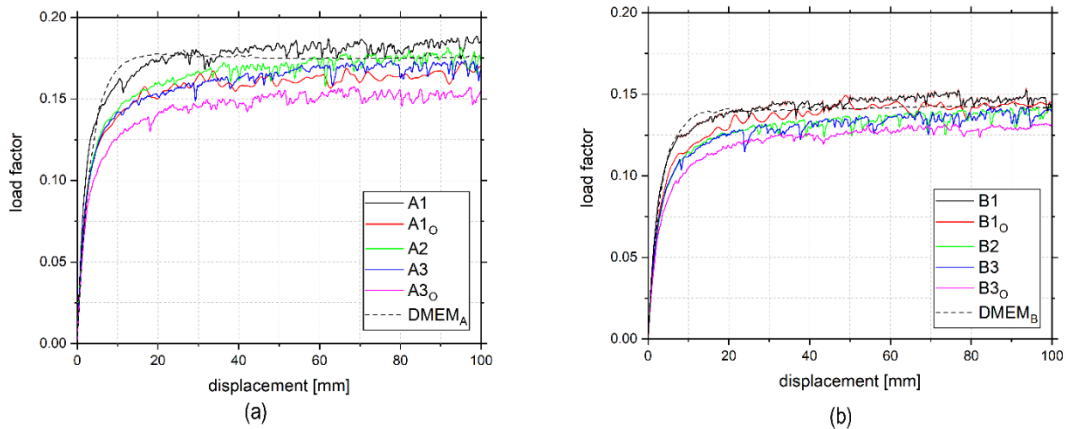 0.20
0.15
0.10
0.05
0.00
load factor
0 20 40 60 80 100
displacement [mm]
A1
A1O
A2
A3
A3O
DMEMA
(a)
0.20
0.15
0.10
0.05
0.00
load factor
0 20 40 60 80 100
displacement [mm]
B1
B1O
B2
B3
B3O
DMEMB
(b)